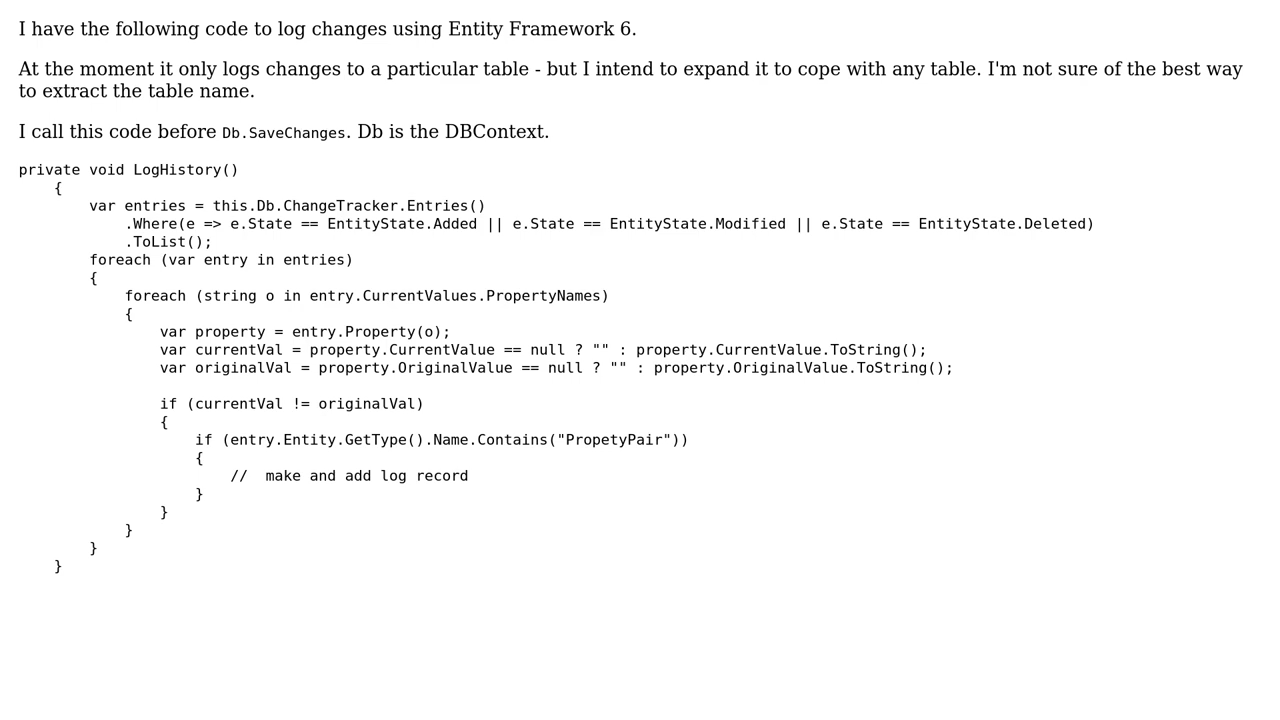 I have the following code to log changes using Entity Framework 6.
At the moment it only logs changes to a particular table - but I intend to expand it to cope with any table. I'm not sure of the best way
to extract the table name.
I call this code before Db.SaveChanges. Db is the DBContext.
private void LogHistory()
    {
        var entries = this.Db.ChangeTracker.Entries()
            .Where(e => e.State == EntityState.Added || e.State == EntityState.Modified || e.State == EntityState.Deleted)
            .ToList();
        foreach (var entry in entries)
        {
            foreach (string o in entry.CurrentValues.PropertyNames)
            {
                var property = entry.Property(o);
                var currentVal = property.CurrentValue == null ? "" : property.CurrentValue.ToString();
                var originalVal = property.OriginalValue == null ? "" : property.OriginalValue.ToString();

                if (currentVal != originalVal)
                {
                    if (entry.Entity.GetType().Name.Contains("PropetyPair"))
                    {
                        //  make and add log record
                    }
                }
            }
        }
    }